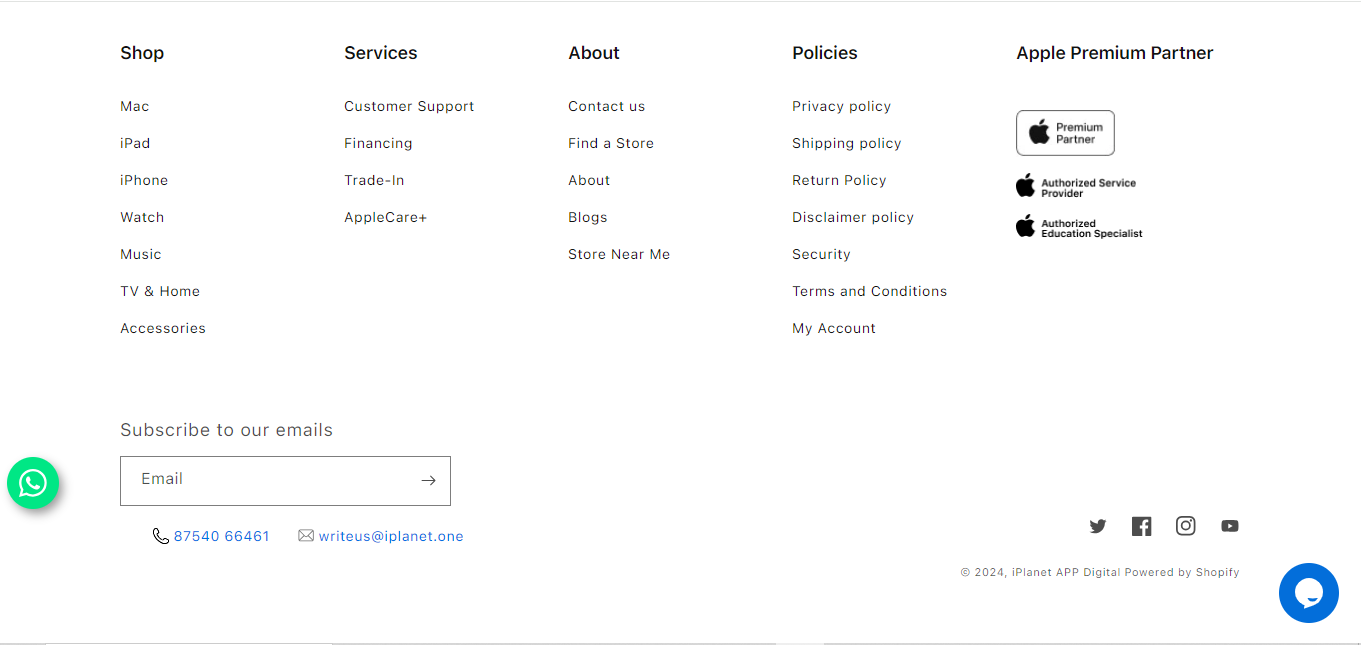 Shop
Mac
iPad
iPhone
Watch
Music
TV & Home
Accessories
Services
Customer Support
Financing
Trade-In
AppleCare+
About
Contact us
Find a Store
About
Blogs
Store Near Me
Policies
Privacy policy
Shipping policy
Return Policy
Disclaimer policy
Security
Terms and Conditions
My Account
Apple Premium Partner
Premium
Partner
Authorized Service
Provider
Authorized
Education Specialist
Subscribe to our emails
Email
87540 66461
writeus@iplanet.one
© 2024, iPlanet APP Digital Powered by Shopify